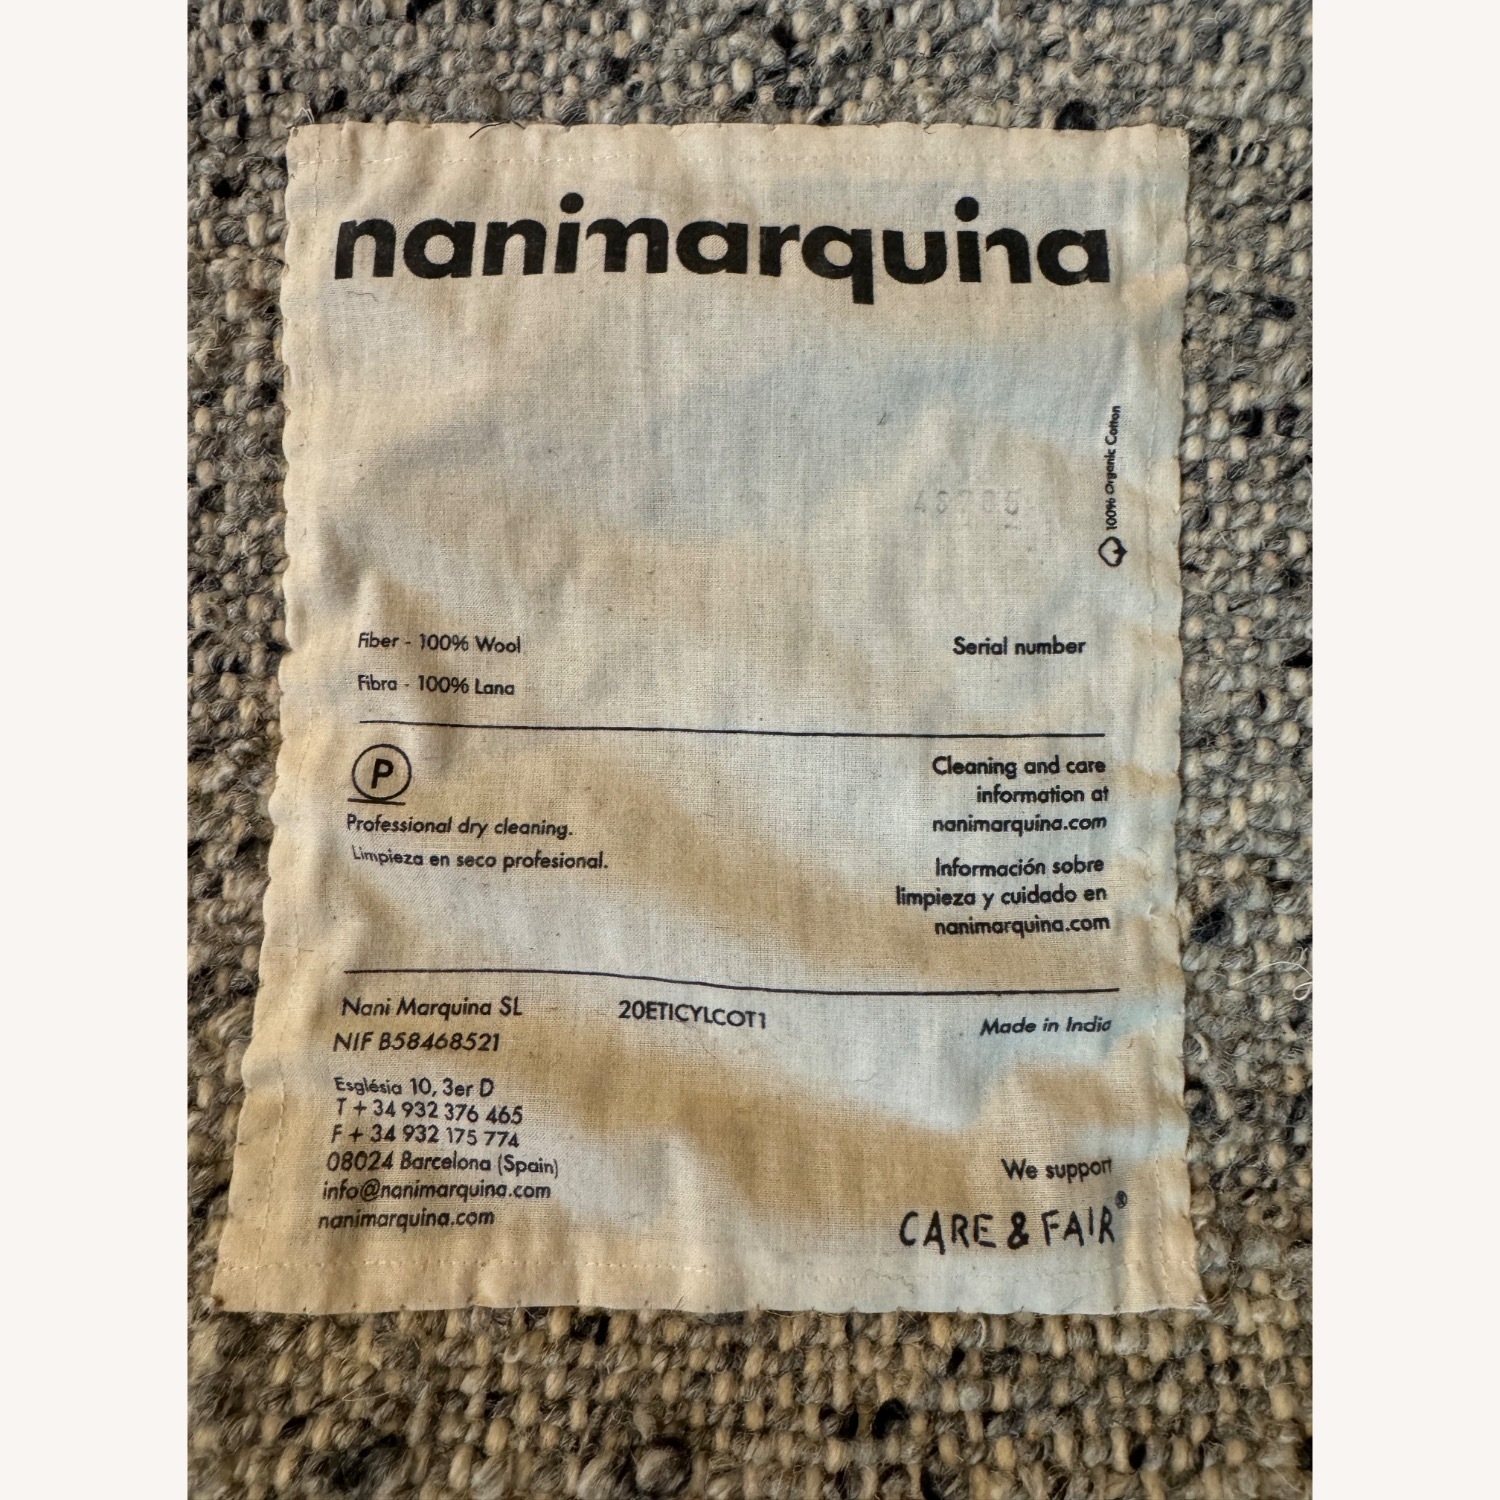 nanimarquina
100% Organic Cotton
Fiber - 100% Wool
Fibra - 100% Lana
Serial number
P
Professional dry cleaning.
Limpieza en seco profesional.
Cleaning and care
information at
nanimarquina.com
Información sobre
limpieza y cuidado en
nanimarquina.com
Nani Marquina SL
NIF B58468521
Església 10, 3er D
T + 34 932 376 465
F + 34 932 175 774
08024 Barcelona (Spain)
info@nanimarquina.com
nanimarquina.com
20ETICYLCOT1
Made in India
We support
CARE & FAIR®